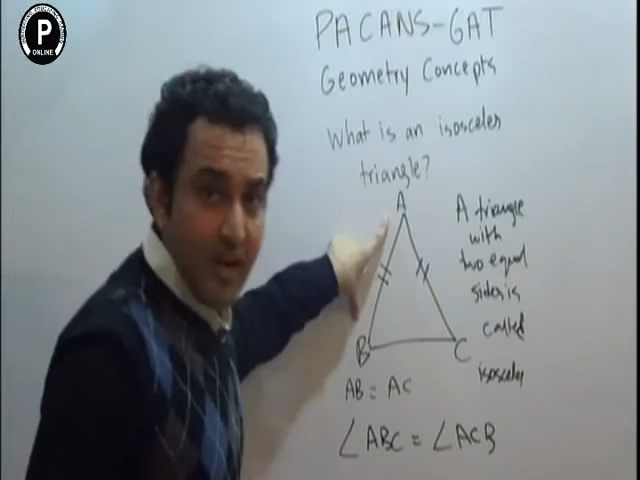 P
ONLINE
PACANS-GAT
Geometry Concepts
What is an isosceles
triangle?
A
B
C
A triangle
with
two equal
sides is
called
isosceles
AB = AC
∠ABC = ∠ACB